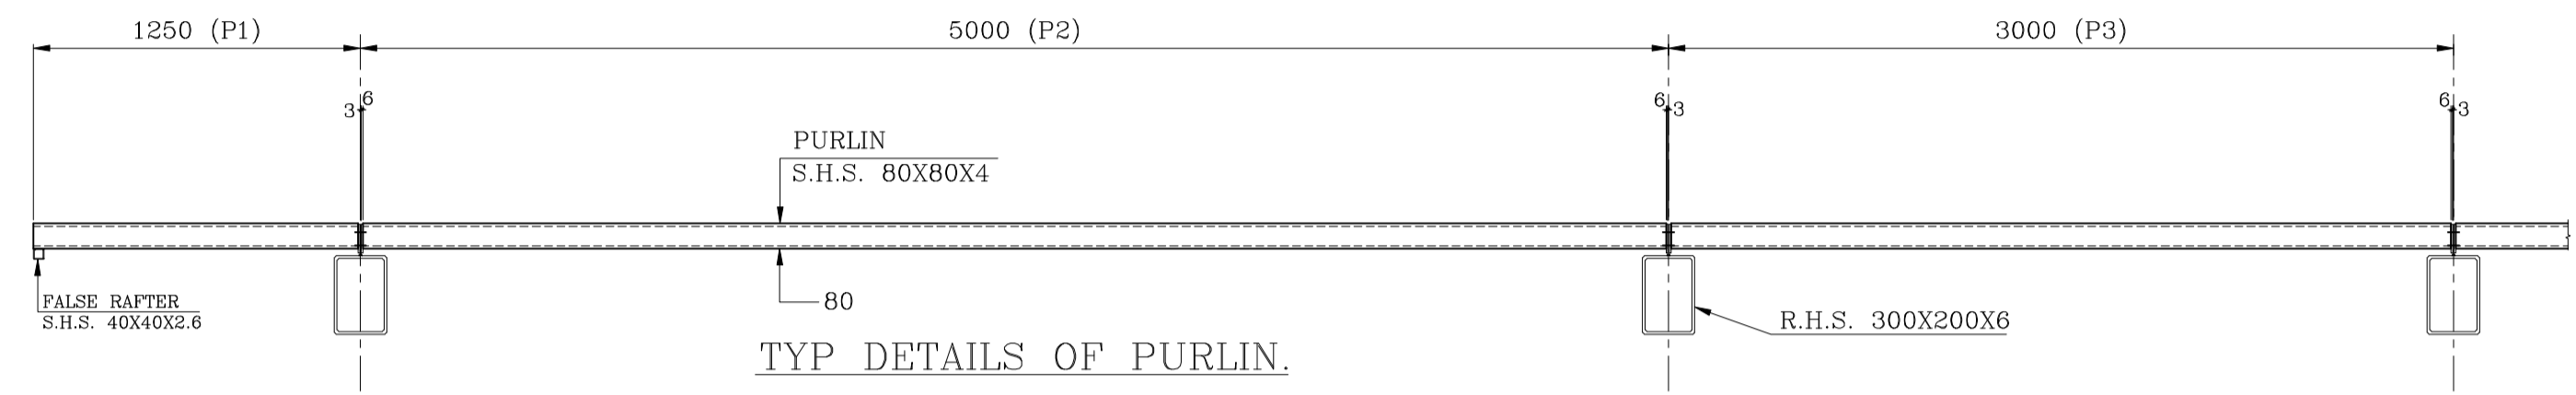 1250 (P1)
5000 (P2)
3000 (P3)
3 6
6 3
6 3
PURLIN
S.H.S. 80X80X4
FALSE RAFTER
S.H.S. 40X40X2.6
80
R.H.S. 300X200X6
TYP DETAILS OF PURLIN.